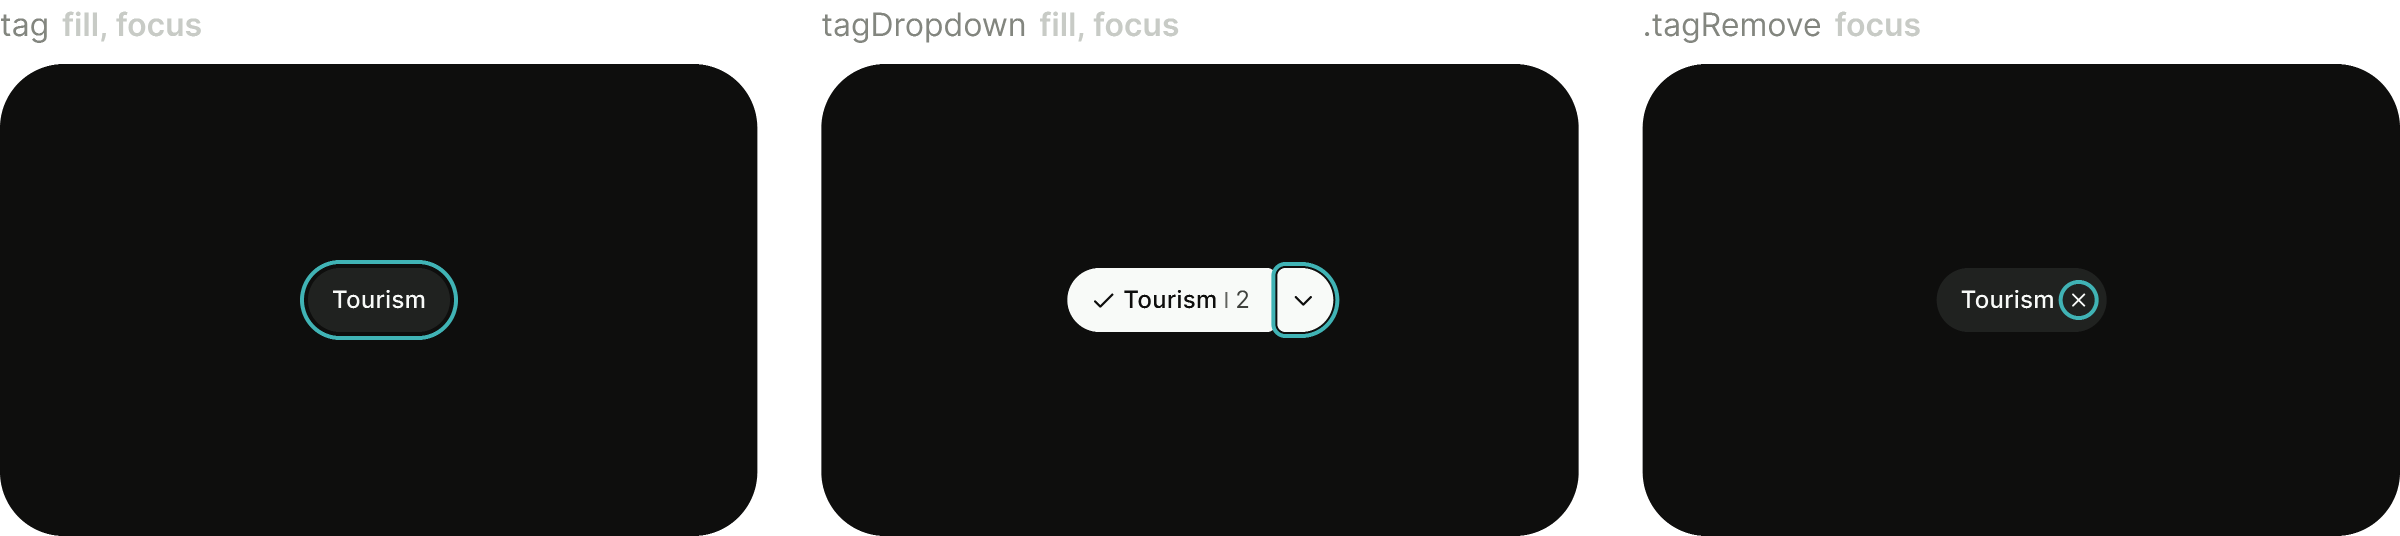 tag fill, focus
tagDropdown fill, focus
.tagRemove focus
Tourism
Tourism | 2
Tourism